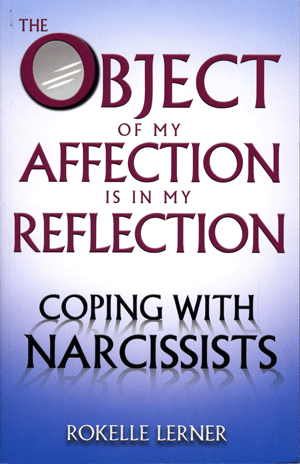 THE
OBJECT
OF MY
AFFECTION
IS IN MY
REFLECTION
COPING WITH
NARCISSISTS
ROKELLE LERNER